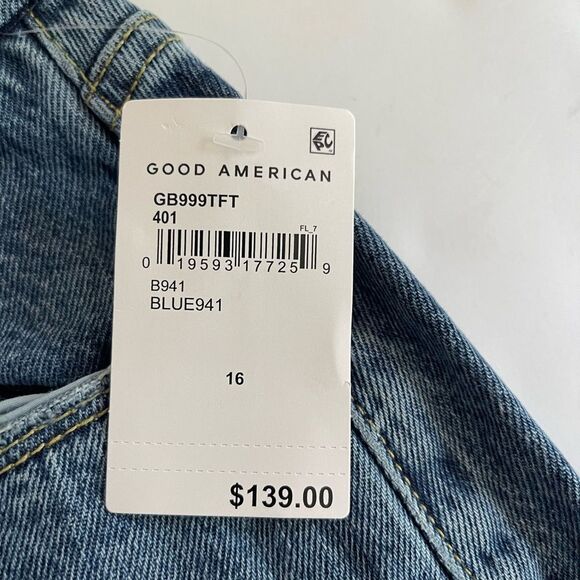 GOOD AMERICAN
GB999TFT
401
FL_7
0 19593 17725 9
B941
BLUE941
16
$139.00